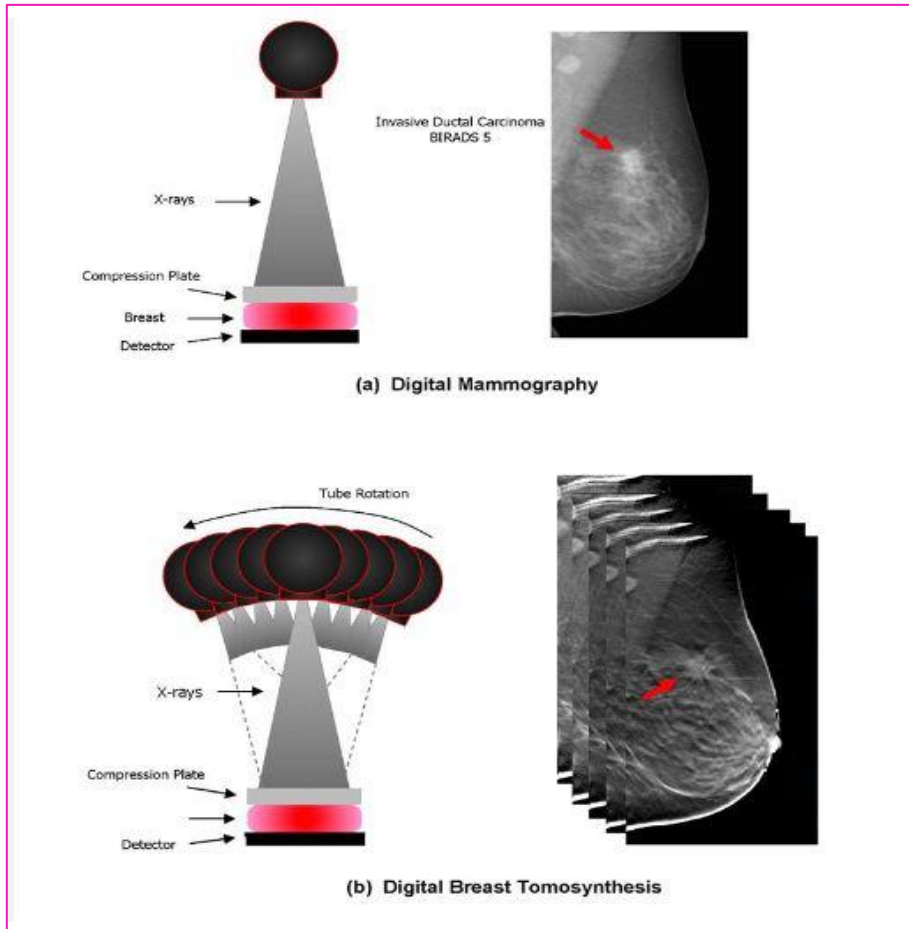 Invasive Ductal Carcinoma
BIRADS 5
X-rays
Compression Plate
Breast
Detector
(a) Digital Mammography
Tube Rotation
X-rays
Compression Plate
Detector
(b) Digital Breast Tomosynthesis